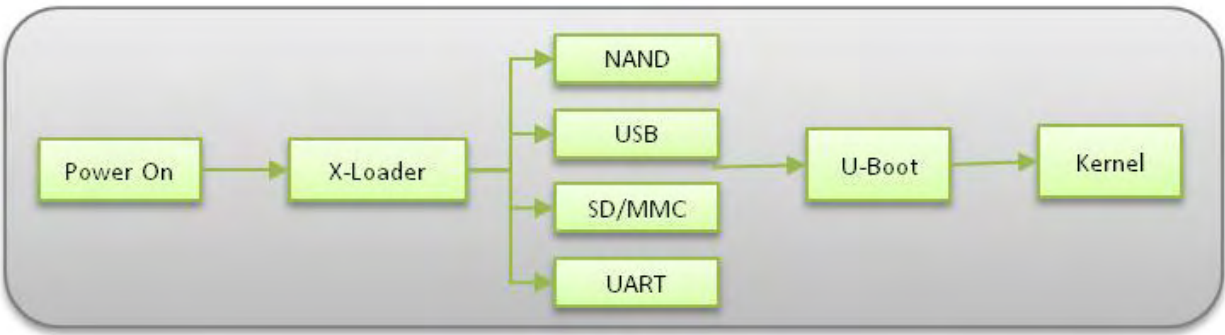 Power On
X-Loader
NAND
USB
SD/MMC
UART
U-Boot
Kernel